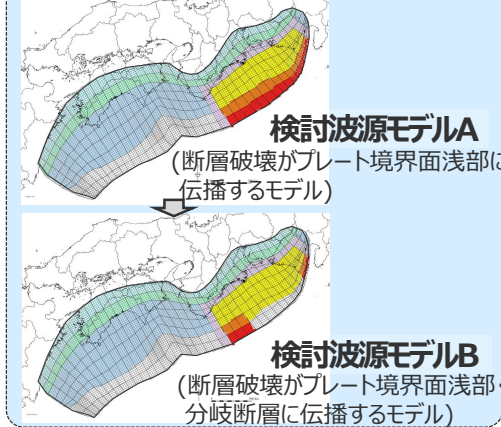 検討波源モデルA
(断層破壊がプレート境界面浅部に
伝播するモデル)
検討波源モデルB
(断層破壊がプレート境界面浅部・
分岐断層に伝播するモデル)